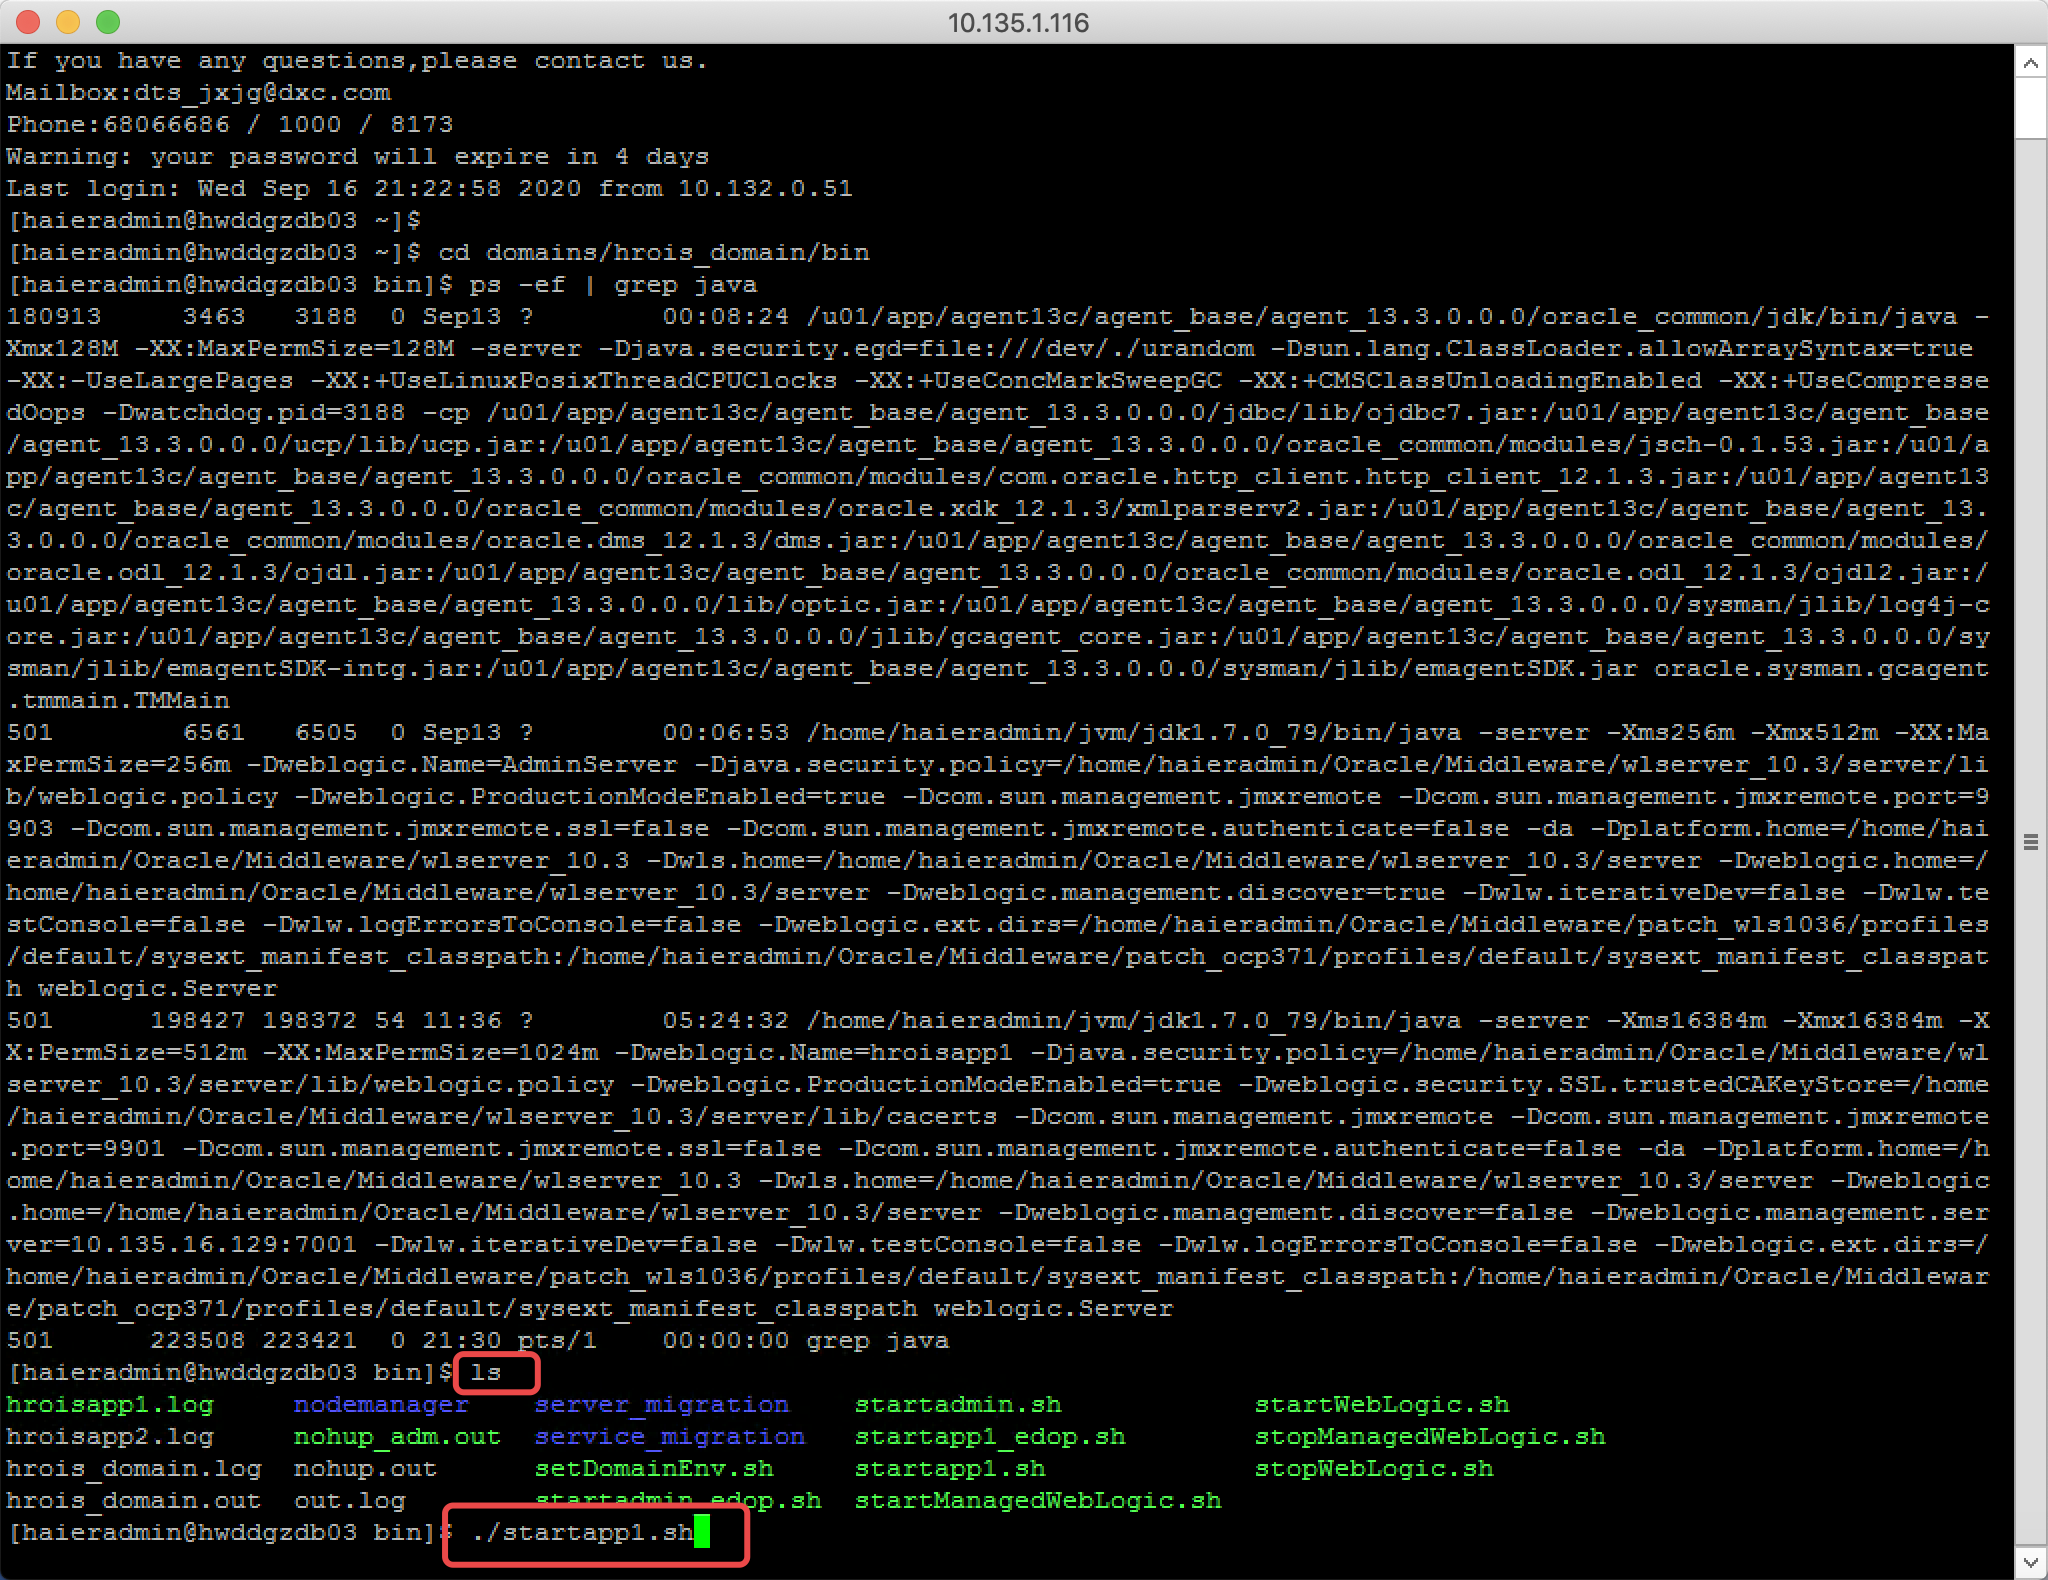 10.135.1.116
If you have any questions,please contact us.
Mailbox:dts_jxjg@dxc.com
Phone:68066686 / 1000 / 8173
Warning: your password will expire in 4 days
Last login: Wed Sep 16 21:22:58 2020 from 10.132.0.51
[haieradmin@hwddgzdb03 ~]$
[haieradmin@hwddgzdb03 ~]$ cd domains/hrois_domain/bin
[haieradmin@hwddgzdb03 bin]$ ps -ef | grep java
180913     3463   3188  0 Sep13 ?        00:08:24 /u01/app/agent13c/agent_base/agent_13.3.0.0.0/oracle_common/jdk/bin/java -
Xmx128M -XX:MaxPermSize=128M -server -Djava.security.egd=file:///dev/./urandom -Dsun.lang.ClassLoader.allowArraySyntax=true
-XX:-UseLargePages -XX:+UseLinuxPosixThreadCPUClocks -XX:+UseConcMarkSweepGC -XX:+CMSClassUnloadingEnabled -XX:+UseCompresse
dOops -Dwatchdog.pid=3188 -cp /u01/app/agent13c/agent_base/agent_13.3.0.0.0/jdbc/lib/ojdbc7.jar:/u01/app/agent13c/agent_base
/agent_13.3.0.0.0/ucp/lib/ucp.jar:/u01/app/agent13c/agent_base/agent_13.3.0.0.0/oracle_common/modules/jsch-0.1.53.jar:/u01/a
pp/agent13c/agent_base/agent_13.3.0.0.0/oracle_common/modules/com.oracle.http_client.http_client_12.1.3.jar:/u01/app/agent13
c/agent_base/agent_13.3.0.0.0/oracle_common/modules/oracle.xdk_12.1.3/xmlparserv2.jar:/u01/app/agent13c/agent_base/agent_13.
3.0.0.0/oracle_common/modules/oracle.dms_12.1.3/dms.jar:/u01/app/agent13c/agent_base/agent_13.3.0.0.0/oracle_common/modules/
oracle.odl_12.1.3/ojdl.jar:/u01/app/agent13c/agent_base/agent_13.3.0.0.0/oracle_common/modules/oracle.odl_12.1.3/ojdl2.jar:/
u01/app/agent13c/agent_base/agent_13.3.0.0.0/lib/optic.jar:/u01/app/agent13c/agent_base/agent_13.3.0.0.0/sysman/jlib/log4j-c
ore.jar:/u01/app/agent13c/agent_base/agent_13.3.0.0.0/jlib/gcagent_core.jar:/u01/app/agent13c/agent_base/agent_13.3.0.0.0/sy
sman/jlib/emagentSDK-intg.jar:/u01/app/agent13c/agent_base/agent_13.3.0.0.0/sysman/jlib/emagentSDK.jar oracle.sysman.gcagent
.tmmain.TMMain
501        6561   6505  0 Sep13 ?        00:06:53 /home/haieradmin/jvm/jdk1.7.0_79/bin/java -server -Xms256m -Xmx512m -XX:Ma
xPermSize=256m -Dweblogic.Name=AdminServer -Djava.security.policy=/home/haieradmin/Oracle/Middleware/wlserver_10.3/server/li
b/weblogic.policy -Dweblogic.ProductionModeEnabled=true -Dcom.sun.management.jmxremote -Dcom.sun.management.jmxremote.port=9
903 -Dcom.sun.management.jmxremote.ssl=false -Dcom.sun.management.jmxremote.authenticate=false -da -Dplatform.home=/home/hai
eradmin/Oracle/Middleware/wlserver_10.3 -Dwls.home=/home/haieradmin/Oracle/Middleware/wlserver_10.3/server -Dweblogic.home=/
home/haieradmin/Oracle/Middleware/wlserver_10.3/server -Dweblogic.management.discover=true -Dwlw.iterativeDev=false -Dwlw.te
stConsole=false -Dwlw.logErrorsToConsole=false -Dweblogic.ext.dirs=/home/haieradmin/Oracle/Middleware/patch_wls1036/profiles
/default/sysext_manifest_classpath:/home/haieradmin/Oracle/Middleware/patch_ocp371/profiles/default/sysext_manifest_classpat
h weblogic.Server
501      198427 198372 54 11:36 ?        05:24:32 /home/haieradmin/jvm/jdk1.7.0_79/bin/java -server -Xms16384m -Xmx16384m -X
X:PermSize=512m -XX:MaxPermSize=1024m -Dweblogic.Name=hroisapp1 -Djava.security.policy=/home/haieradmin/Oracle/Middleware/wl
server_10.3/server/lib/weblogic.policy -Dweblogic.ProductionModeEnabled=true -Dweblogic.security.SSL.trustedCAKeyStore=/home
/haieradmin/Oracle/Middleware/wlserver_10.3/server/lib/cacerts -Dcom.sun.management.jmxremote -Dcom.sun.management.jmxremote
.port=9901 -Dcom.sun.management.jmxremote.ssl=false -Dcom.sun.management.jmxremote.authenticate=false -da -Dplatform.home=/h
ome/haieradmin/Oracle/Middleware/wlserver_10.3 -Dwls.home=/home/haieradmin/Oracle/Middleware/wlserver_10.3/server -Dweblogic
.home=/home/haieradmin/Oracle/Middleware/wlserver_10.3/server -Dweblogic.management.discover=false -Dweblogic.management.ser
ver=10.135.16.129:7001 -Dwlw.iterativeDev=false -Dwlw.testConsole=false -Dwlw.logErrorsToConsole=false -Dweblogic.ext.dirs=/
home/haieradmin/Oracle/Middleware/patch_wls1036/profiles/default/sysext_manifest_classpath:/home/haieradmin/Oracle/Middlewar
e/patch_ocp371/profiles/default/sysext_manifest_classpath weblogic.Server
501      223508 223421  0 21:30 pts/1    00:00:00 grep java
[haieradmin@hwddgzdb03 bin]$ ls
hroisapp1.log     nodemanager    server_migration    startadmin.sh            startWebLogic.sh
hroisapp2.log     nohup_adm.out  service_migration   startapp1_edop.sh        stopManagedWebLogic.sh
hrois_domain.log  nohup.out      setDomainEnv.sh     startapp1.sh             stopWebLogic.sh
hrois_domain.out  out.log        startadmin_edop.sh  startManagedWebLogic.sh
[haieradmin@hwddgzdb03 bin]$ ./startapp1.sh